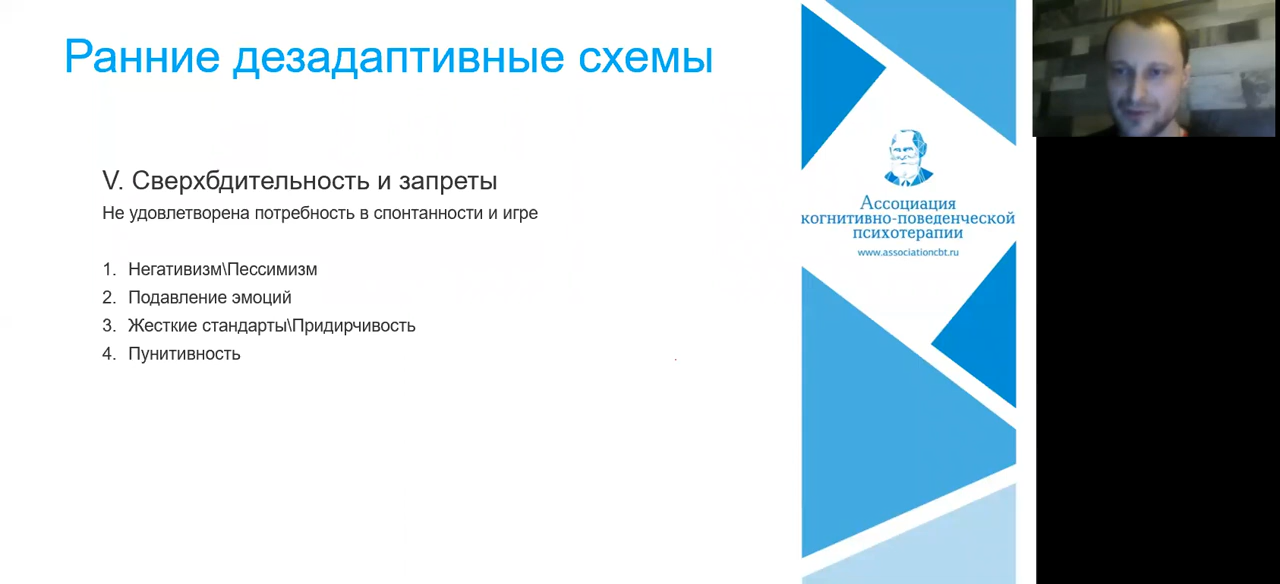 Ранние дезадаптивные схемы
V. Сверхбдительность и запреты
Не удовлетворена потребность в спонтанности и игре
1. Негативизм\Пессимизм
2. Подавление эмоций
3. Жесткие стандарты\Придирчивость
4. Пунитивность
Ассоциация
когнитивно-поведенческой
психотерапии
www.associationcbt.ru